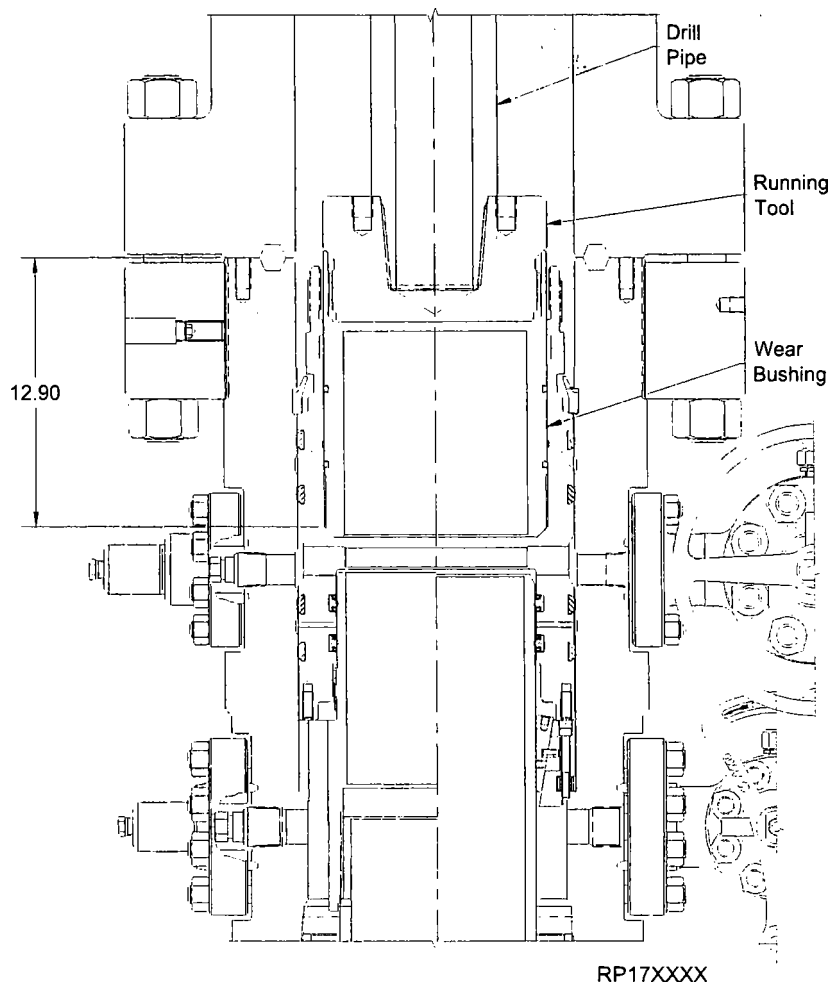 Drill
Pipe
Running
Tool
12.90
Wear
Bushing
RP17XXXX